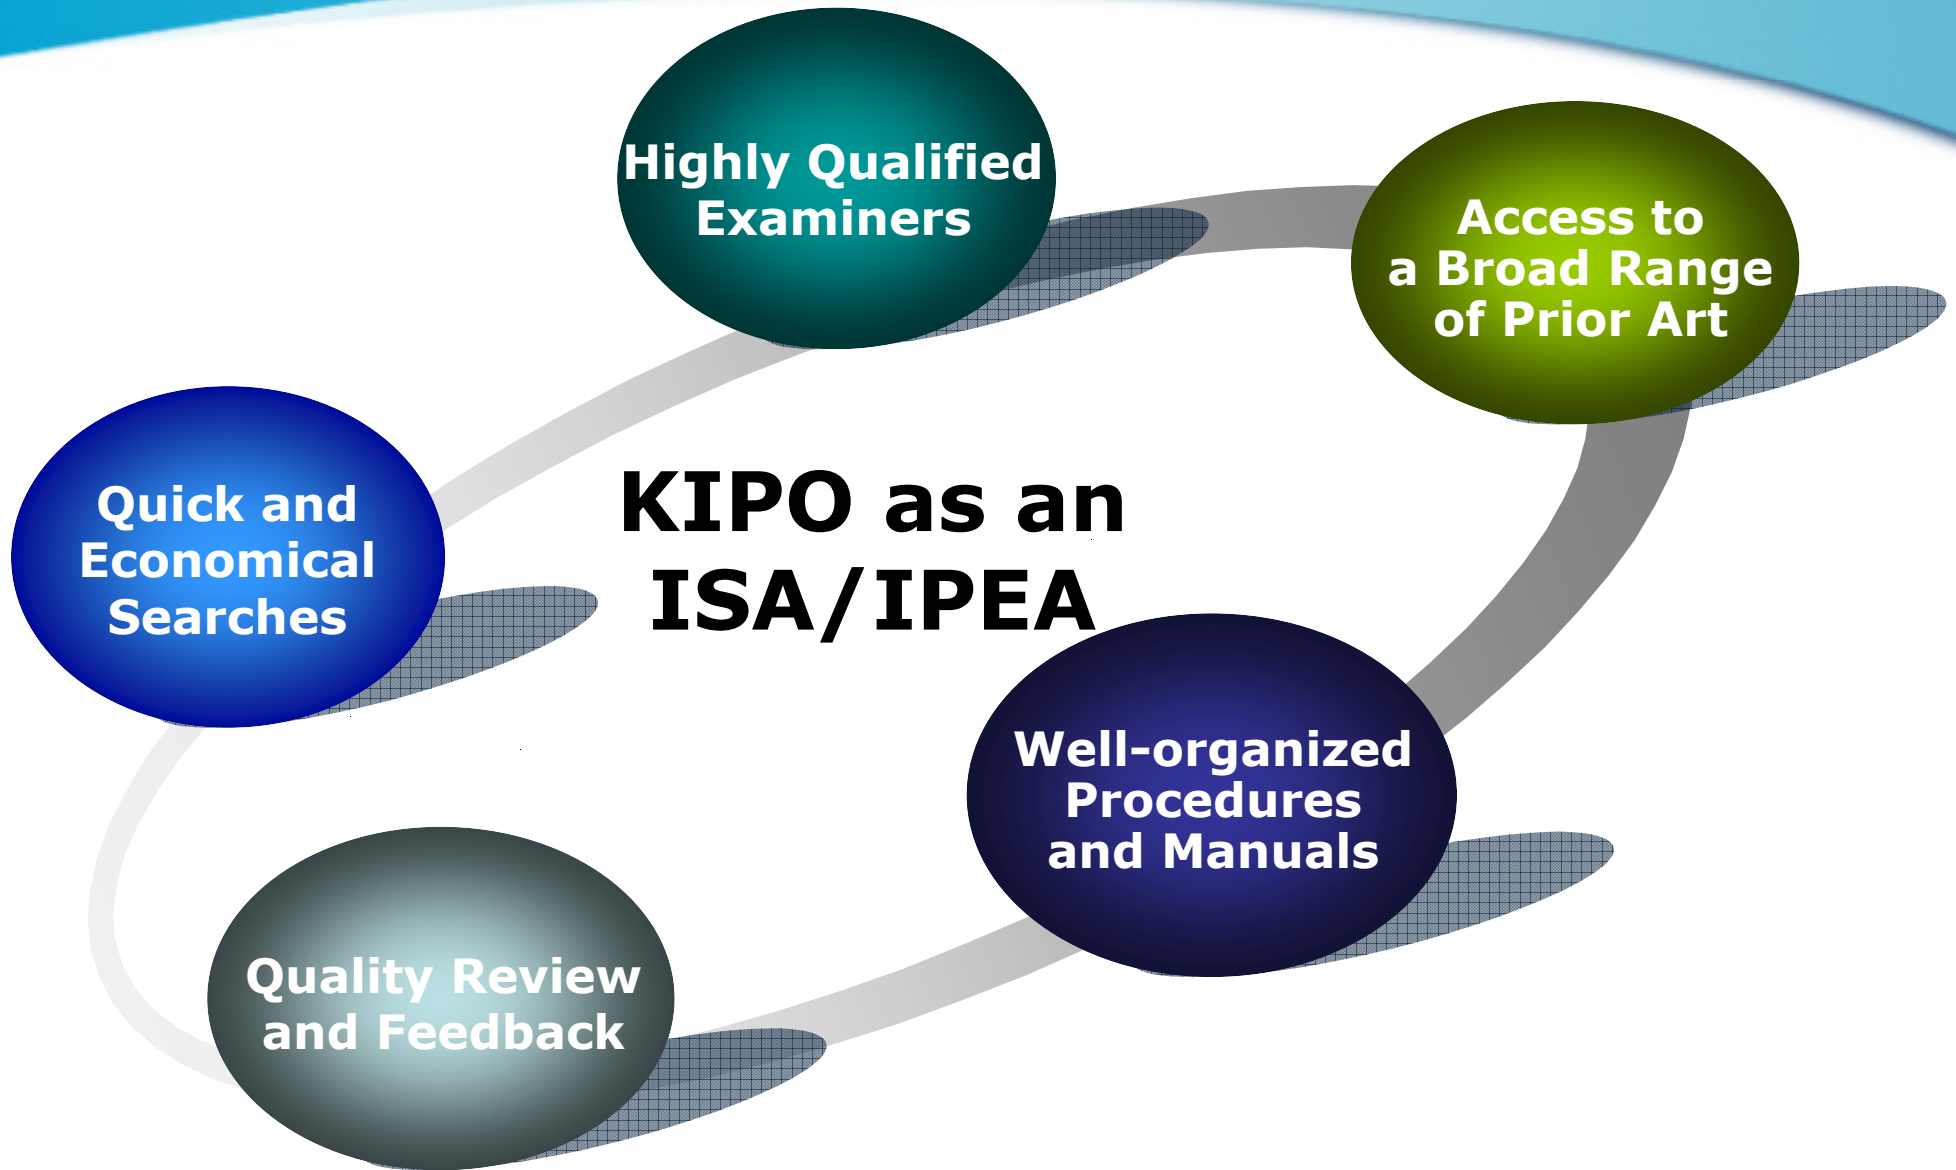 Highly Qualified
Examiners
Access to
a Broad Range
of Prior Art
Quick and
Economical
Searches
KIPO as an
ISA/IPEA
Well-organized
Procedures
and Manuals
Quality Review
and Feedback